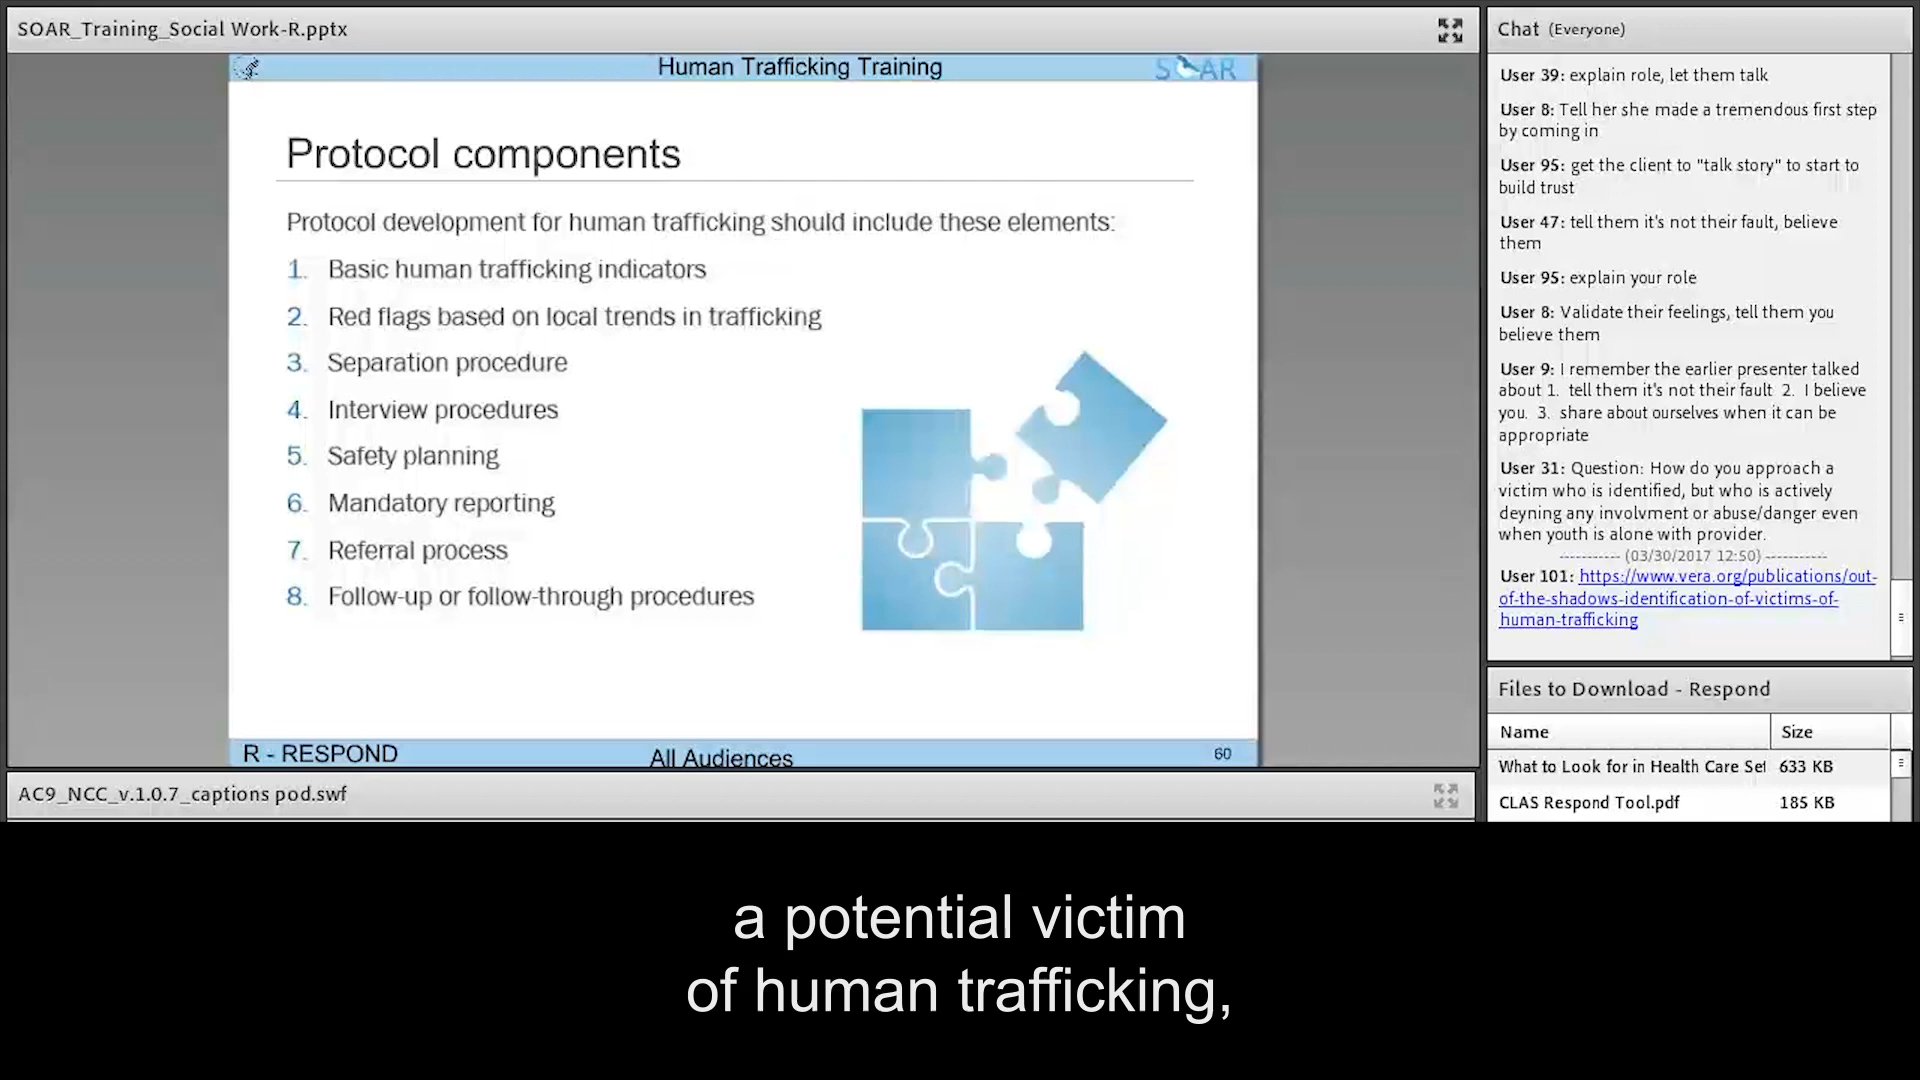 SOAR_Training_Social Work-R.pptx
Human Trafficking Training
SOAR
Protocol components
Protocol development for human trafficking should include these elements:
1. Basic human trafficking indicators
2. Red flags based on local trends in trafficking
3. Separation procedure
4. Interview procedures
5. Safety planning
6. Mandatory reporting
7. Referral process
8. Follow-up or follow-through procedures
R - RESPOND
All Audiences
60
AC9_NCC_v.1.0.7_captions pod.swf
Chat (Everyone)
User 39: explain role, let them talk
User 8: Tell her she made a tremendous first step
by coming in
User 95: get the client to "talk story" to start to
build trust
User 47: tell them it's not their fault, believe
them
User 95: explain your role
User 8: Validate their feelings, tell them you
believe them
User 9: I remember the earlier presenter talked
about 1. tell them it's not their fault 2. I believe
you. 3. share about ourselves when it can be
appropriate
User 31: Question: How do you approach a
victim who is identified, but who is actively
deyning any involvment or abuse/danger even
when youth is alone with provider.
----------- (03/30/2017 12:50) -----------
User 101: https://www.vera.org/publications/out-
of-the-shadows-identification-of-victims-of-
human-trafficking
Files to Download - Respond
Name Size
What to Look for in Health Care Set 633 KB
CLAS Respond Tool.pdf 185 KB
a potential victim
of human trafficking,